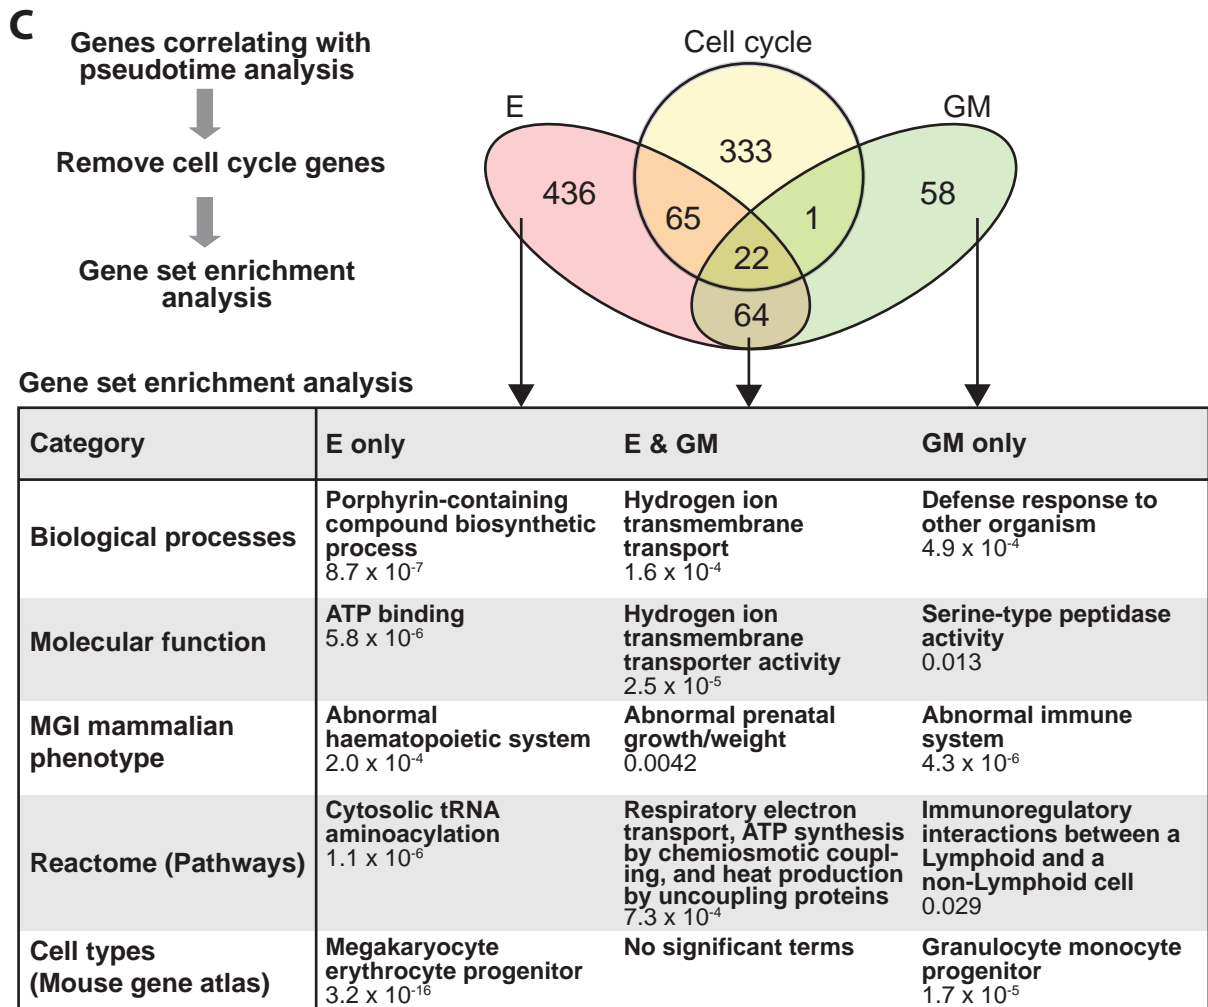 C
Genes correlating with
pseudotime analysis
Remove cell cycle genes
Gene set enrichment
analysis
Cell cycle
E
GM
333
436
58
65
1
22
64
Gene set enrichment analysis
Category
E only
E & GM
GM only
Biological processes
Porphyrin-containing
compound biosynthetic
process
8.7 x 10⁻⁷
Hydrogen ion
transmembrane
transport
1.6 x 10⁻⁴
Defense response to
other organism
4.9 x 10⁻⁴
Molecular function
ATP binding
5.8 x 10⁻⁶
Hydrogen ion
transmembrane
transporter activity
2.5 x 10⁻⁵
Serine-type peptidase
activity
0.013
MGI mammalian
phenotype
Abnormal
haematopoietic system
2.0 x 10⁻⁴
Abnormal prenatal
growth/weight
0.0042
Abnormal immune
system
4.3 x 10⁻⁶
Reactome (Pathways)
Cytosolic tRNA
aminoacylation
1.1 x 10⁻⁶
Respiratory electron
transport, ATP synthesis
by chemiosmotic coupl-
ing, and heat production
by uncoupling proteins
7.3 x 10⁻⁴
Immunoregulatory
interactions between a
Lymphoid and a
non-Lymphoid cell
0.029
Cell types
(Mouse gene atlas)
Megakaryocyte
erythrocyte progenitor
3.2 x 10⁻¹⁶
No significant terms
Granulocyte monocyte
progenitor
1.7 x 10⁻⁵